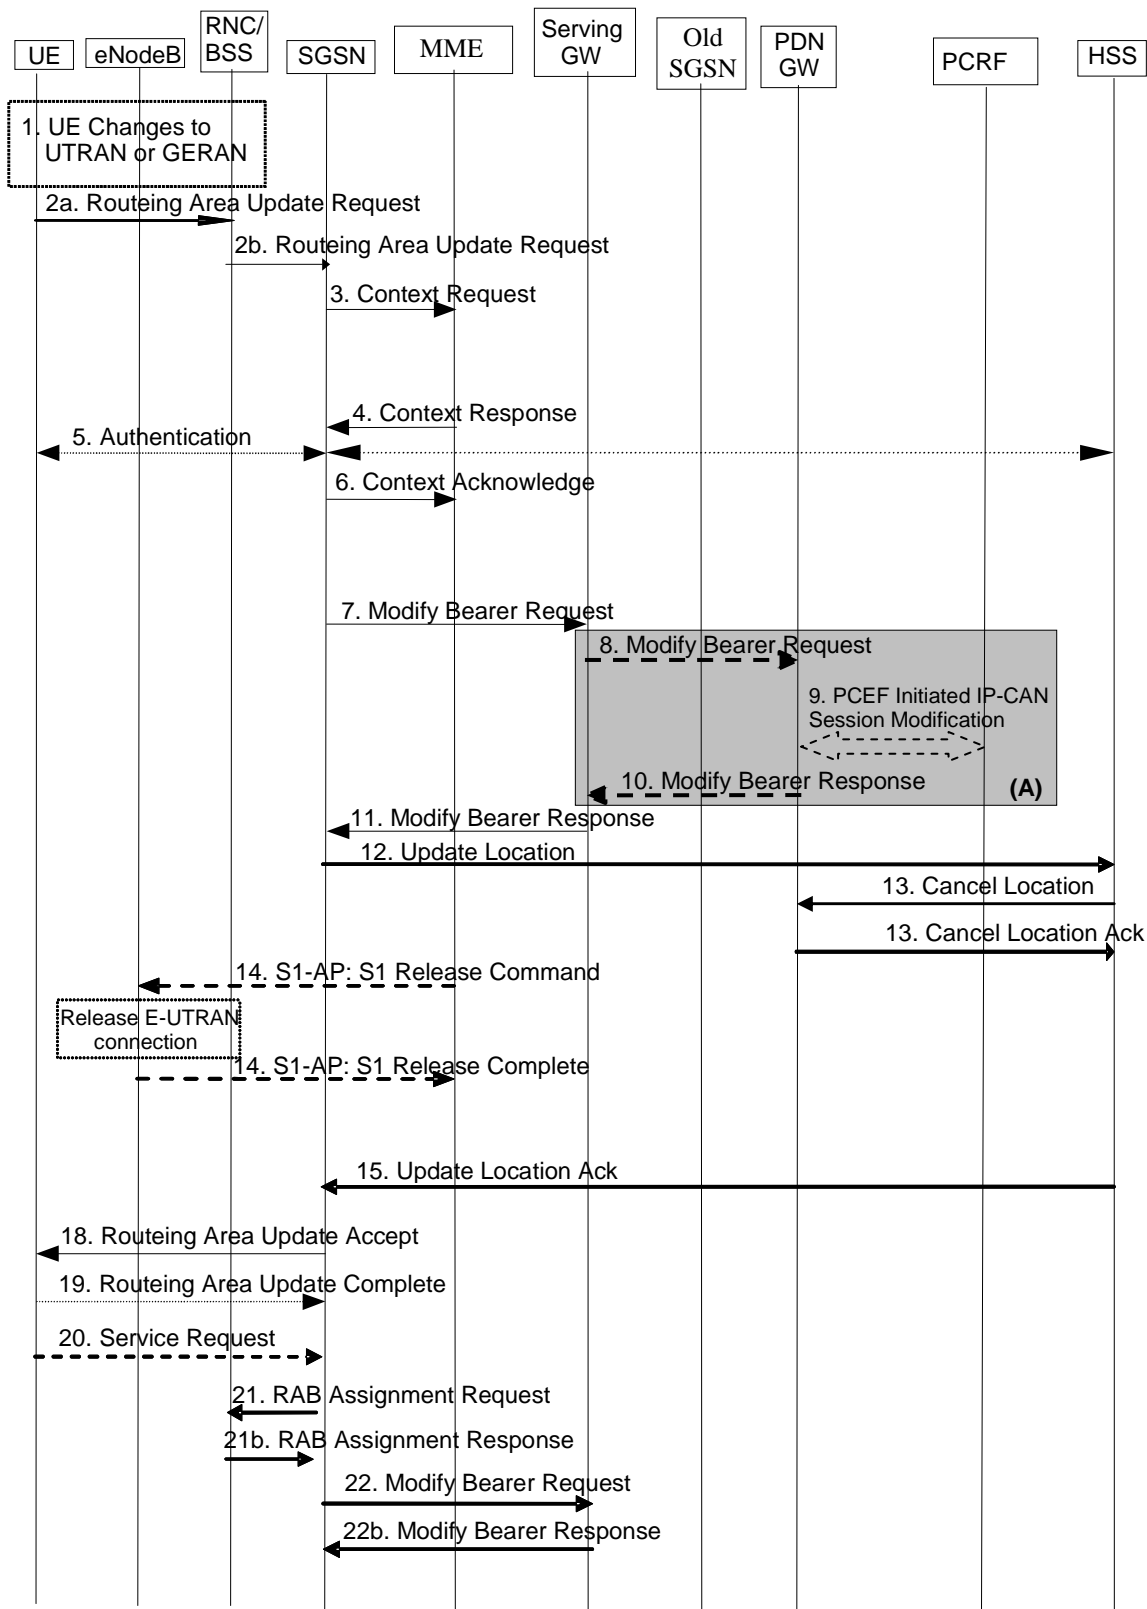 UE
eNodeB
RNC/
BSS
SGSN
MME
Serving
GW
Old
SGSN
PDN
GW
PCRF
HSS
1. UE Changes to
UTRAN or GERAN
2a. Routeing Area Update Request
2b. Routeing Area Update Request
3. Context Request
4. Context Response
5. Authentication
6. Context Acknowledge
7. Modify Bearer Request
8. Modify Bearer Request
9. PCEF Initiated IP-CAN
Session Modification
10. Modify Bearer Response
(A)
11. Modify Bearer Response
12. Update Location
13. Cancel Location
13. Cancel Location Ack
14. S1-AP: S1 Release Command
Release E-UTRAN
connection
14. S1-AP: S1 Release Complete
15. Update Location Ack
18. Routeing Area Update Accept
19. Routeing Area Update Complete
20. Service Request
21. RAB Assignment Request
21b. RAB Assignment Response
22. Modify Bearer Request
22b. Modify Bearer Response